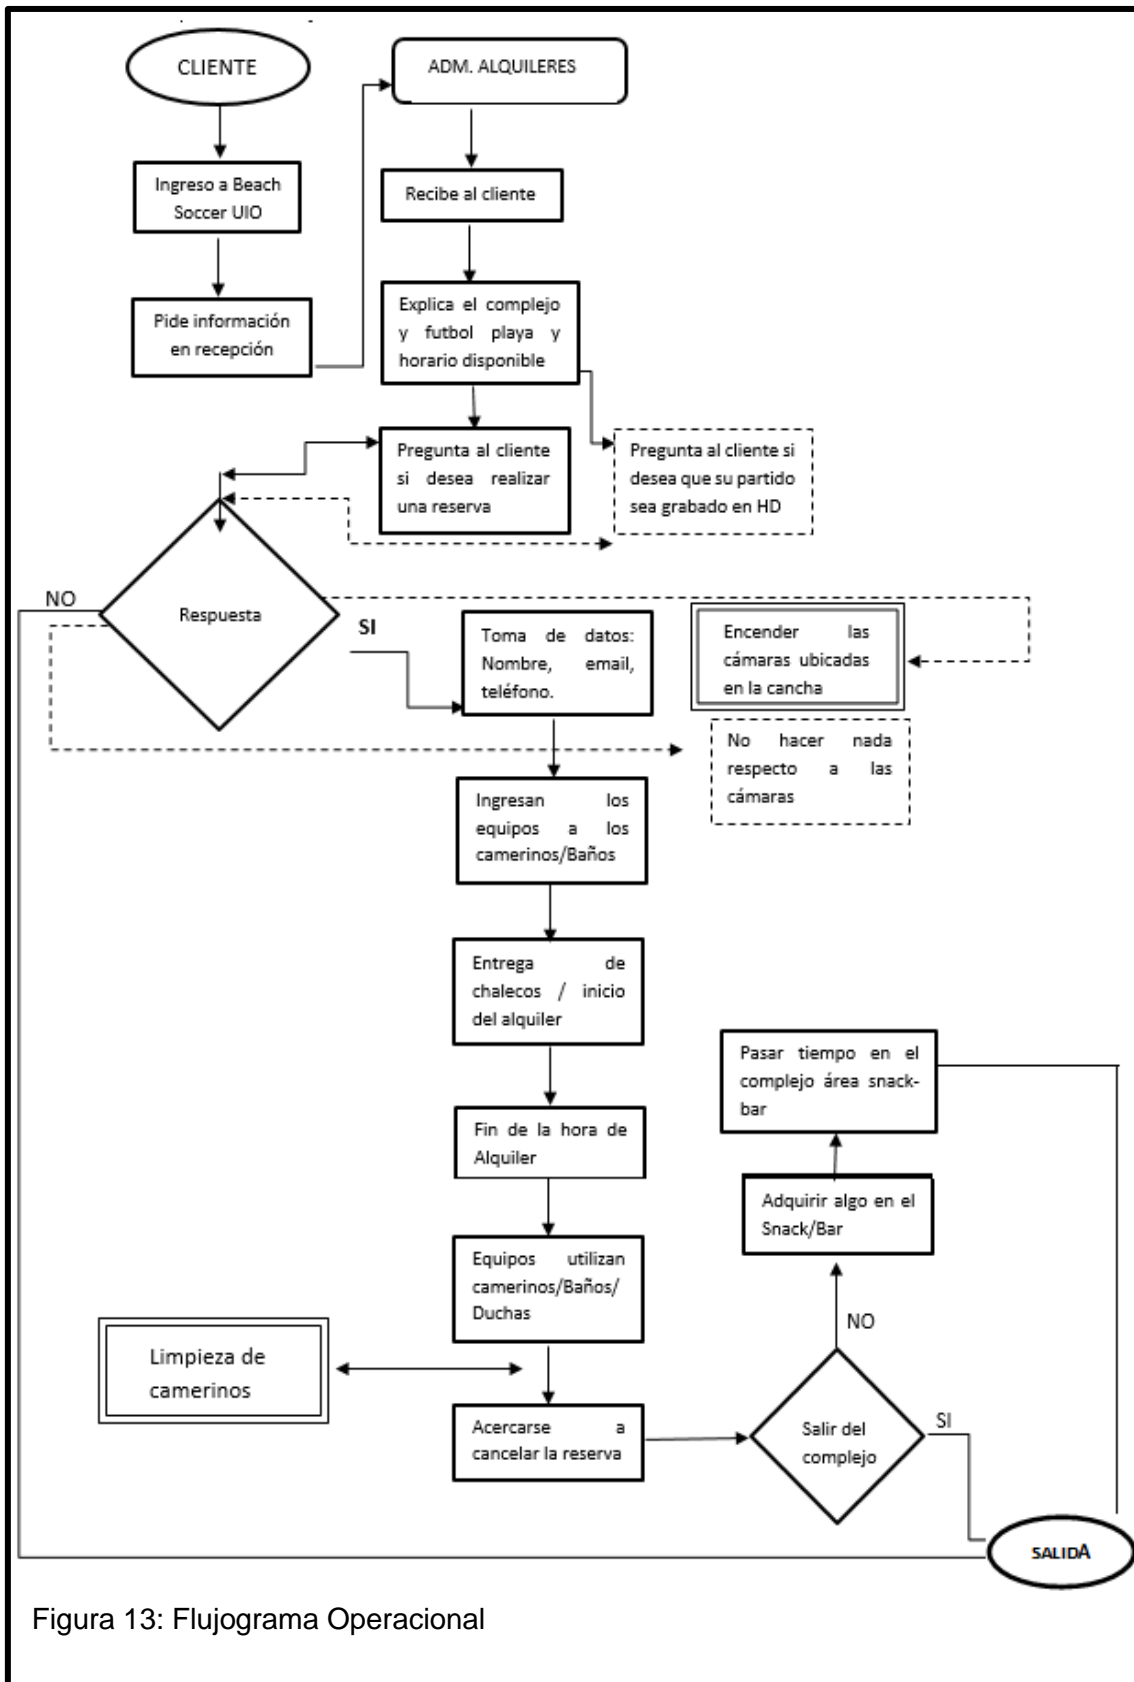 CLIENTE
ADM. ALQUILERES
Ingreso a Beach
Soccer UIO
Recibe al cliente
Pide información
en recepción
Explica el complejo
y futbol playa y
horario disponible
Pregunta al cliente
si desea realizar
una reserva
Pregunta al cliente si
desea que su partido
sea grabado en HD
NO
Respuesta
SI
Toma de datos:
Nombre, email,
teléfono.
Encender las
cámaras ubicadas
en la cancha
No hacer nada
respecto a las
cámaras
Ingresan los
equipos a los
camerinos/Baños
Entrega de
chalecos / inicio
del alquiler
Fin de la hora de
Alquiler
Equipos utilizan
camerinos/Baños/
Duchas
Limpieza de
camerinos
Acercarse a
cancelar la reserva
Pasar tiempo en el
complejo área snack-
bar
Adquirir algo en el
Snack/Bar
NO
Salir del
complejo
SI
SALIDA
Figura 13: Flujograma Operacional